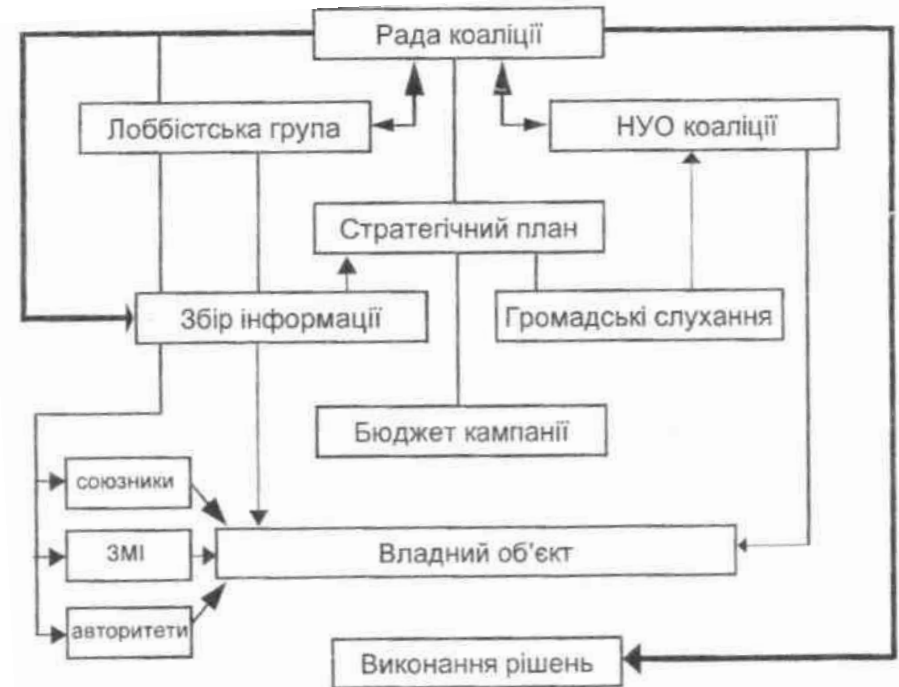 Рада коаліції
Лоббістська група
НУО коаліції
Стратегічний план
Збір інформації
Громадські слухання
Бюджет кампанії
союзники
ЗМІ
Владний об'єкт
авторитети
Виконання рішень